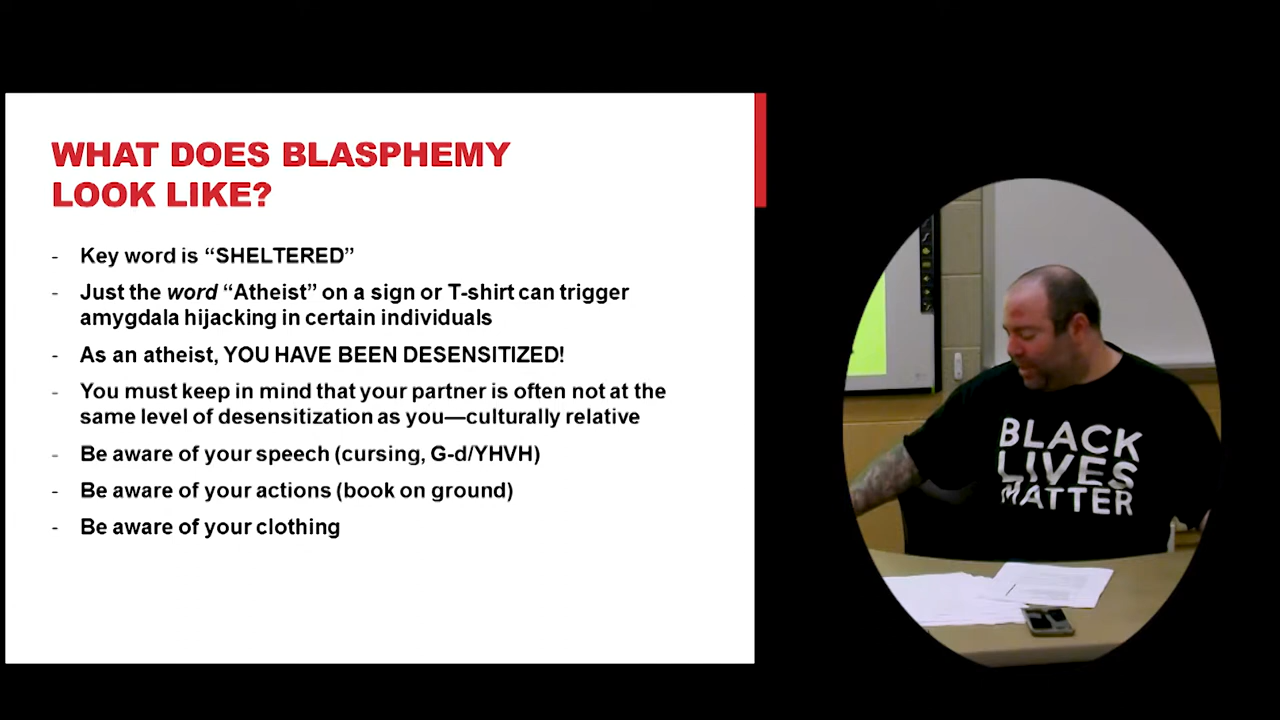 WHAT DOES BLASPHEMY
LOOK LIKE?
- Key word is “SHELTERED”
- Just the word “Atheist” on a sign or T-shirt can trigger
amygdala hijacking in certain individuals
- As an atheist, YOU HAVE BEEN DESENSITIZED!
- You must keep in mind that your partner is often not at the
same level of desensitization as you—culturally relative
- Be aware of your speech (cursing, G-d/YHVH)
- Be aware of your actions (book on ground)
- Be aware of your clothing
BLACK
LIVES
MATTER